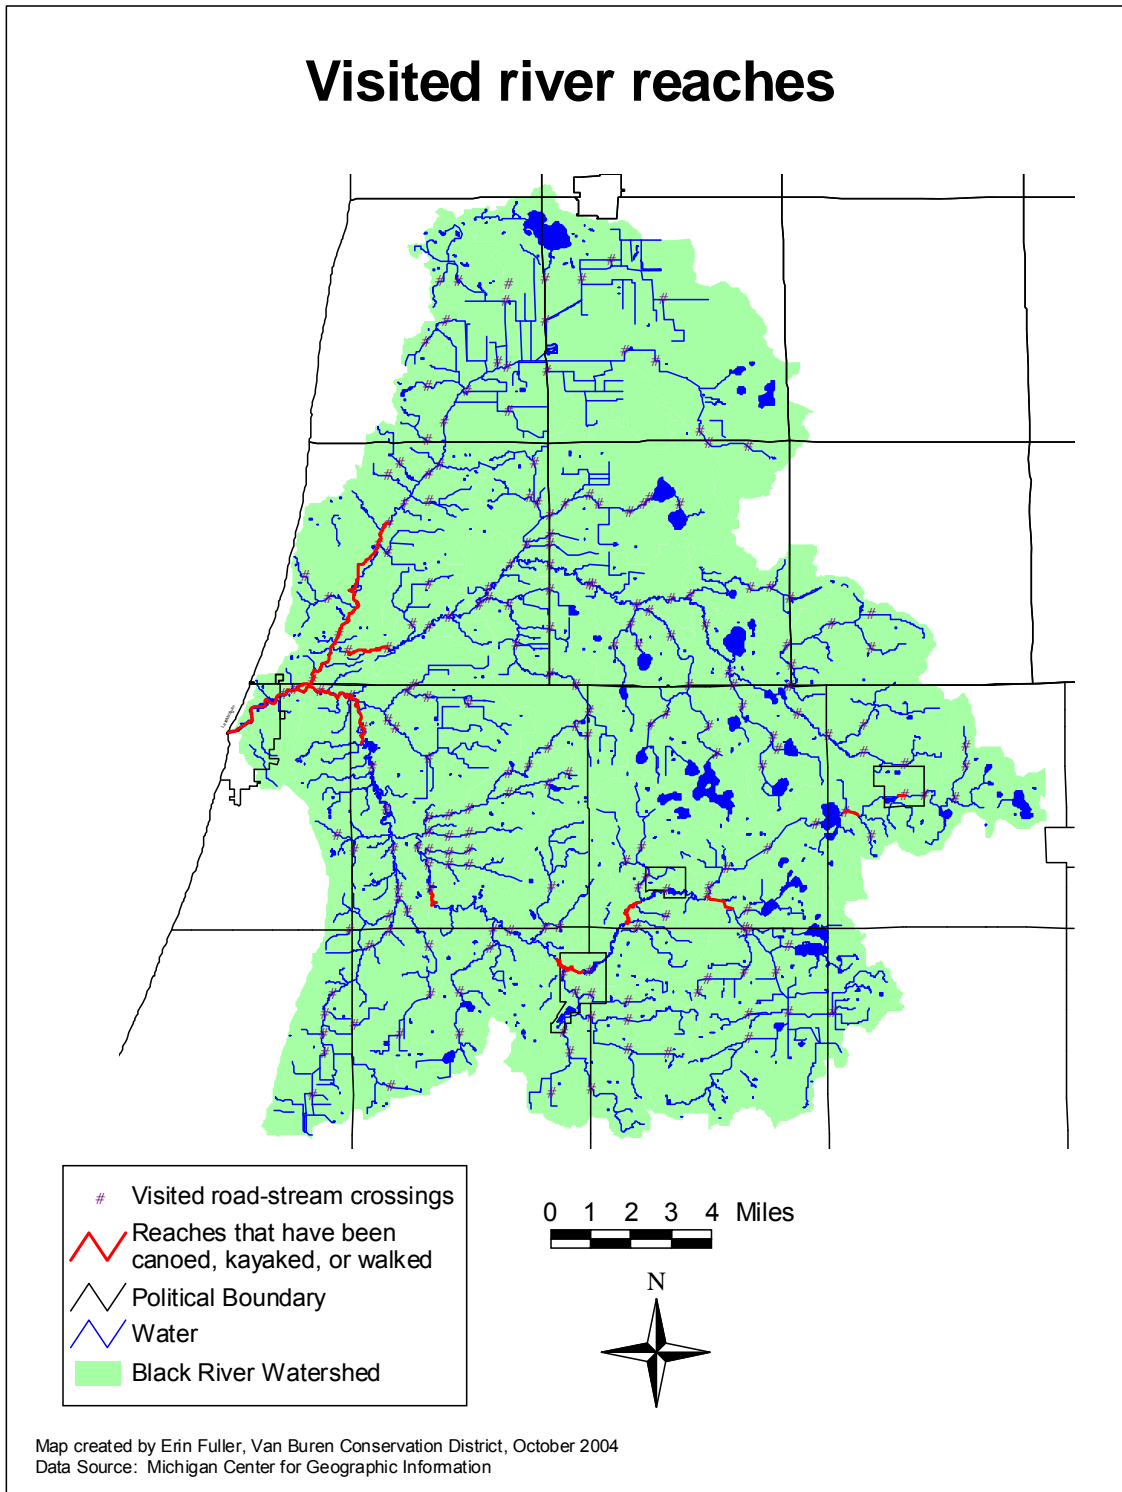 Visited river reaches
# Visited road-stream crossings
Reaches that have been
canoed, kayaked, or walked
Political Boundary
Water
Black River Watershed
0 1 2 3 4 Miles
N
Map created by Erin Fuller, Van Buren Conservation District, October 2004
Data Source: Michigan Center for Geographic Information